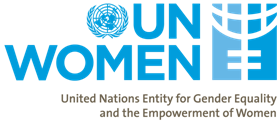 UN
WOMEN
United Nations Entity for Gender Equality
and the Empowerment of Women